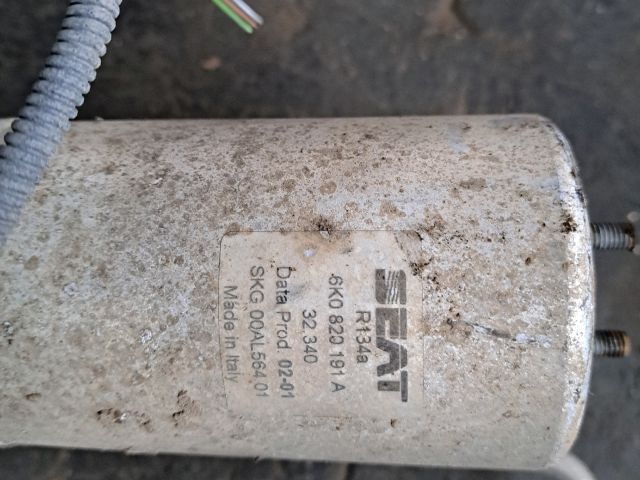 SEAT
R134a
6K0 820 191 A
32.340
Data Prod. 02-01
SKG 00AL564 01
Made in Italy